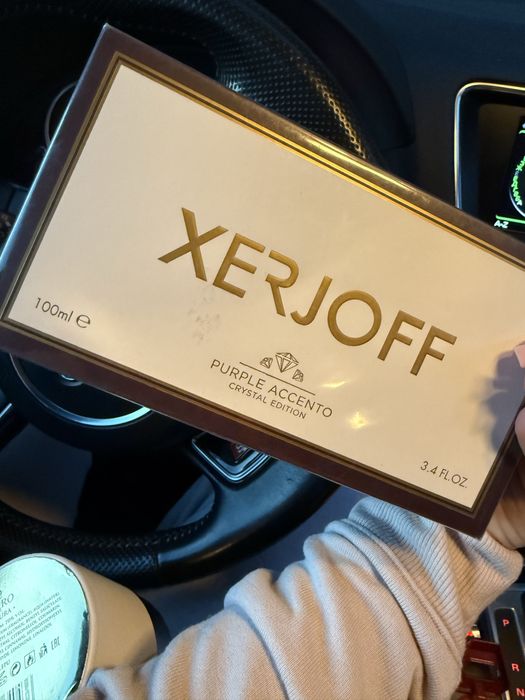 XERJOFF
100ml e
PURPLE ACCENTO
CRYSTAL EDITION
3.4 FL.OZ.
A-Z
P
R
N